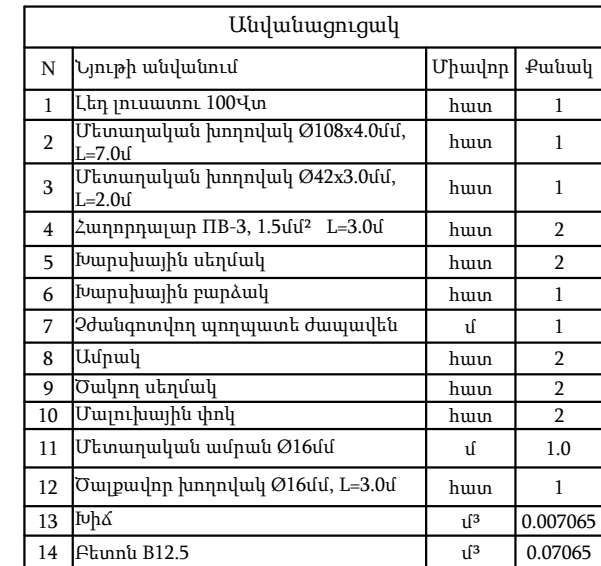 Անվանացուցակ
N Նյութի անվանում Միավոր Քանակ
1 Լեդ լուսատու 100Վտ հատ 1
2 Մետաղական խողովակ Ø108x4.0մմ, L=7.0մ հատ 1
3 Մետաղական խողովակ Ø42x3.0մմ, L=2.0մ հատ 1
4 Հաղորդալար ПВ-3, 1.5մմ² L=3.0մ հատ 2
5 Խարսխային սեղմակ հատ 2
6 Խարսխային բարձակ հատ 1
7 Չժանգոտվող պողպատե ժապավեն մ 1
8 Ամրակ հատ 2
9 Ծակող սեղմակ հատ 2
10 Մալուխային փոկ հատ 2
11 Մետաղական ամրան Ø16մմ մ 1.0
12 Ծալքավոր խողովակ Ø16մմ, L=3.0մ հատ 1
13 Խիճ մ³ 0.007065
14 Բետոն B12.5 մ³ 0.07065